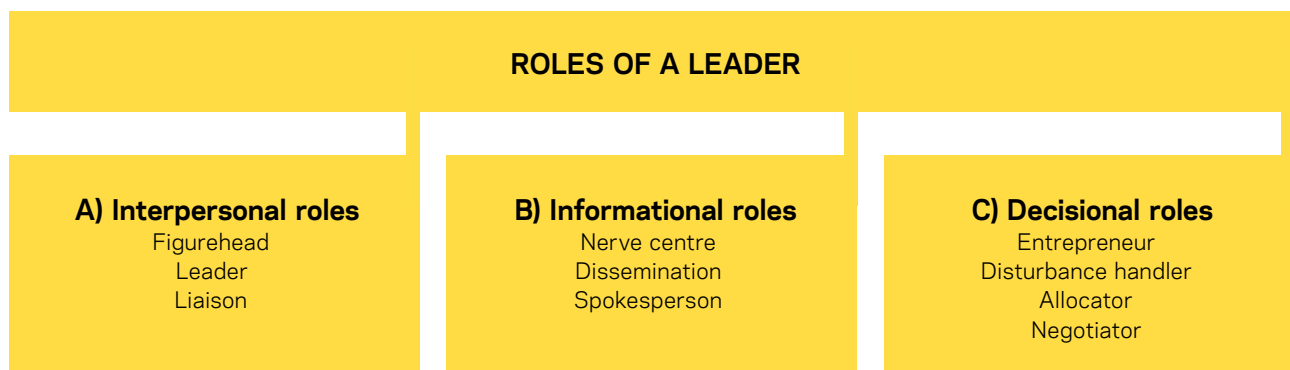 ROLES OF A LEADER
A) Interpersonal roles
Figurehead
Leader
Liaison
B) Informational roles
Nerve centre
Dissemination
Spokesperson
C) Decisional roles
Entrepreneur
Disturbance handler
Allocator
Negotiator